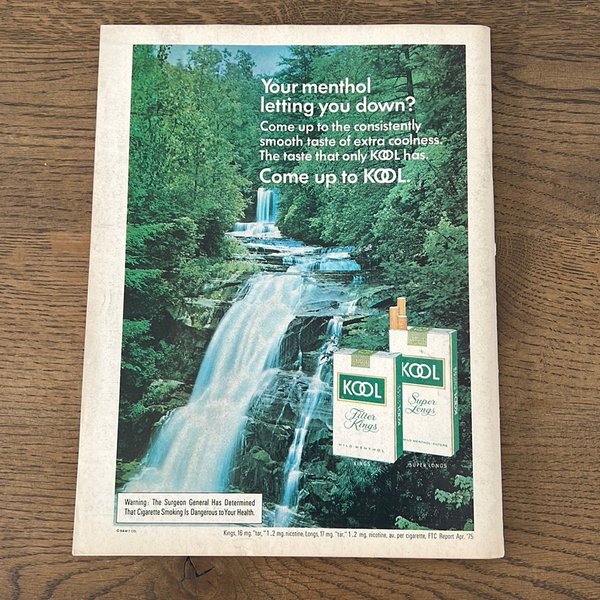 Your menthol
letting you down?
Come up to the consistently
smooth taste of extra coolness.
The taste that only KOOL has.
Come up to KOOL.
KOOL
Filter
Kings
MILD MENTHOL
KINGS
KOOL
Super
Longs
MILD MENTHOL FILTERS
SUPER LONGS
Warning: The Surgeon General Has Determined
That Cigarette Smoking Is Dangerous to Your Health.
Kings, 16 mg. "tar," 1.2 mg. nicotine; Longs, 17 mg. "tar," 1.2 mg. nicotine, av. per cigarette, FTC Report Apr. '75